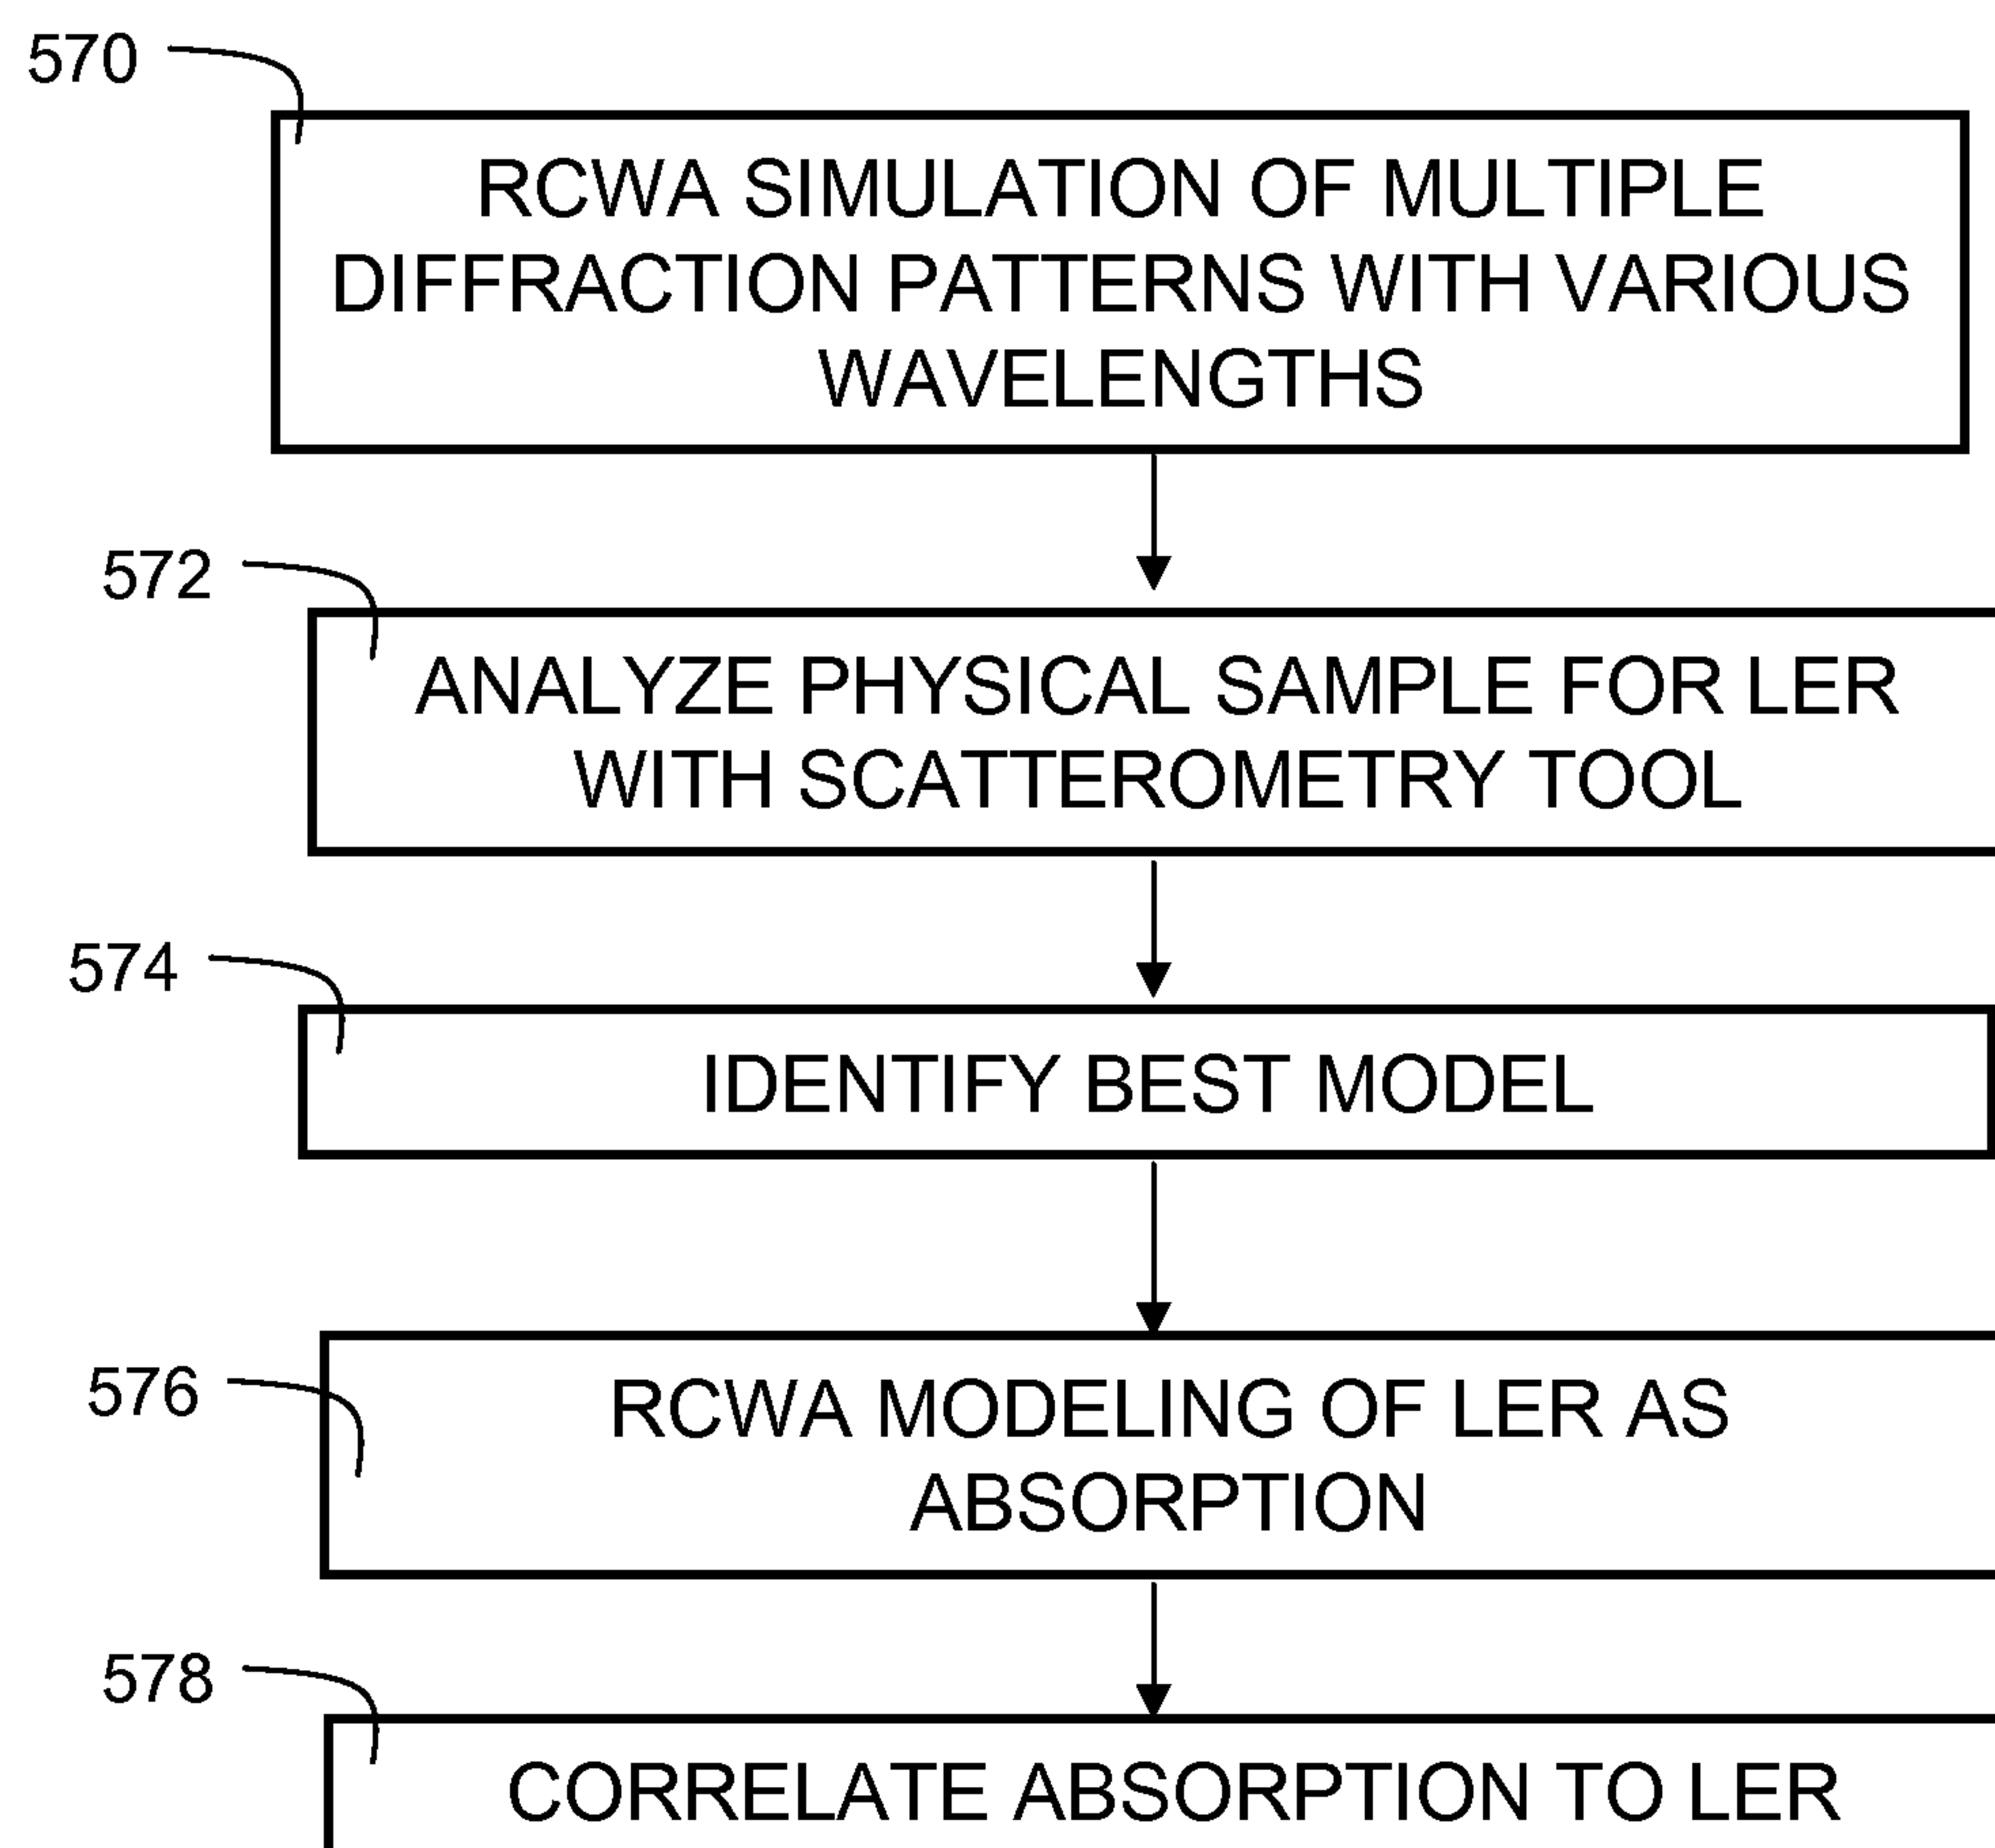 570
RCWA SIMULATION OF MULTIPLE
DIFFRACTION PATTERNS WITH VARIOUS
WAVELENGTHS
572
ANALYZE PHYSICAL SAMPLE FOR LER
WITH SCATTEROMETRY TOOL
574
IDENTIFY BEST MODEL
576
RCWA MODELING OF LER AS
ABSORPTION
578
CORRELATE ABSORPTION TO LER